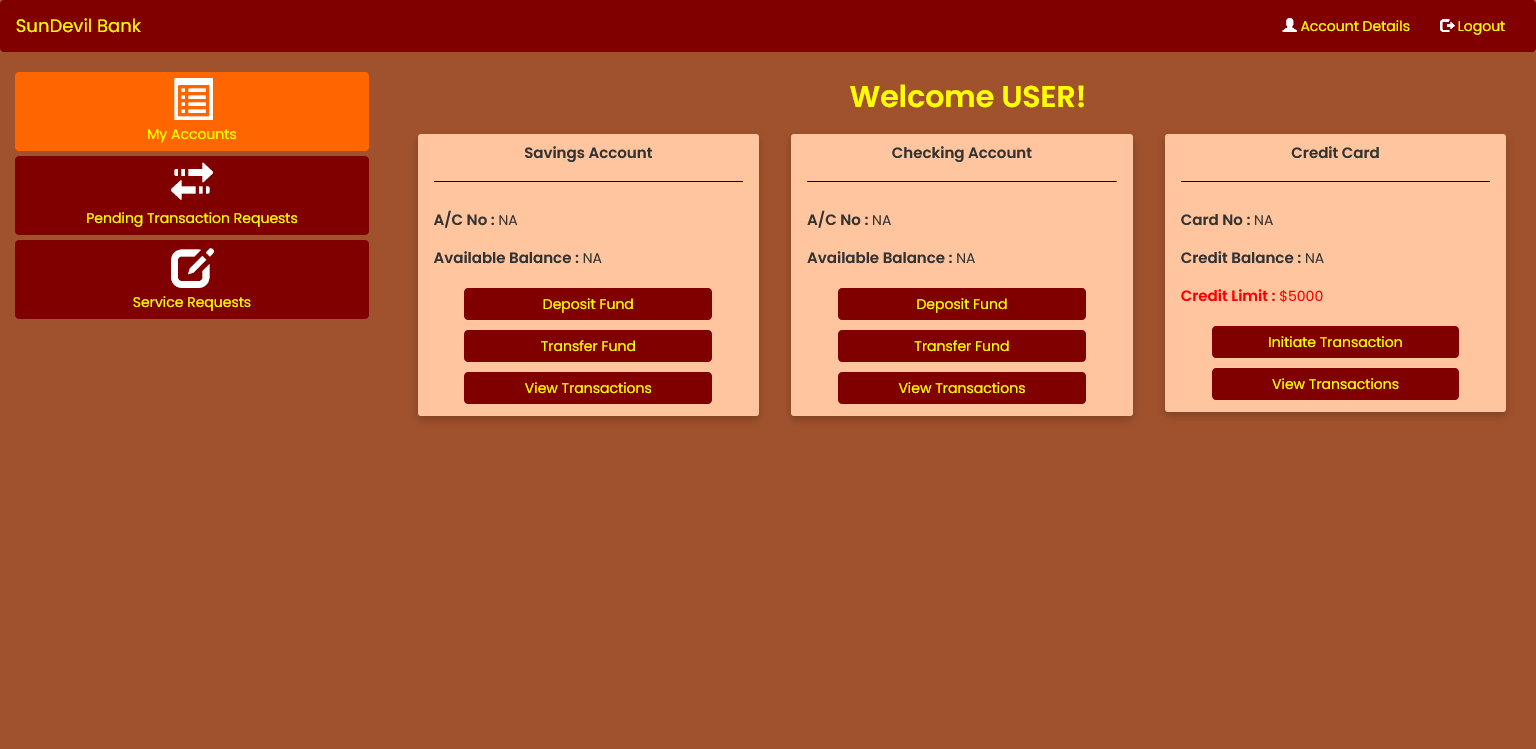 SunDevil Bank
Account Details
Logout
My Accounts
Pending Transaction Requests
Service Requests
Welcome USER!
Savings Account
A/C No : NA
Available Balance : NA
Deposit Fund
Transfer Fund
View Transactions
Checking Account
A/C No : NA
Available Balance : NA
Deposit Fund
Transfer Fund
View Transactions
Credit Card
Card No : NA
Credit Balance : NA
Credit Limit : $5000
Initiate Transaction
View Transactions